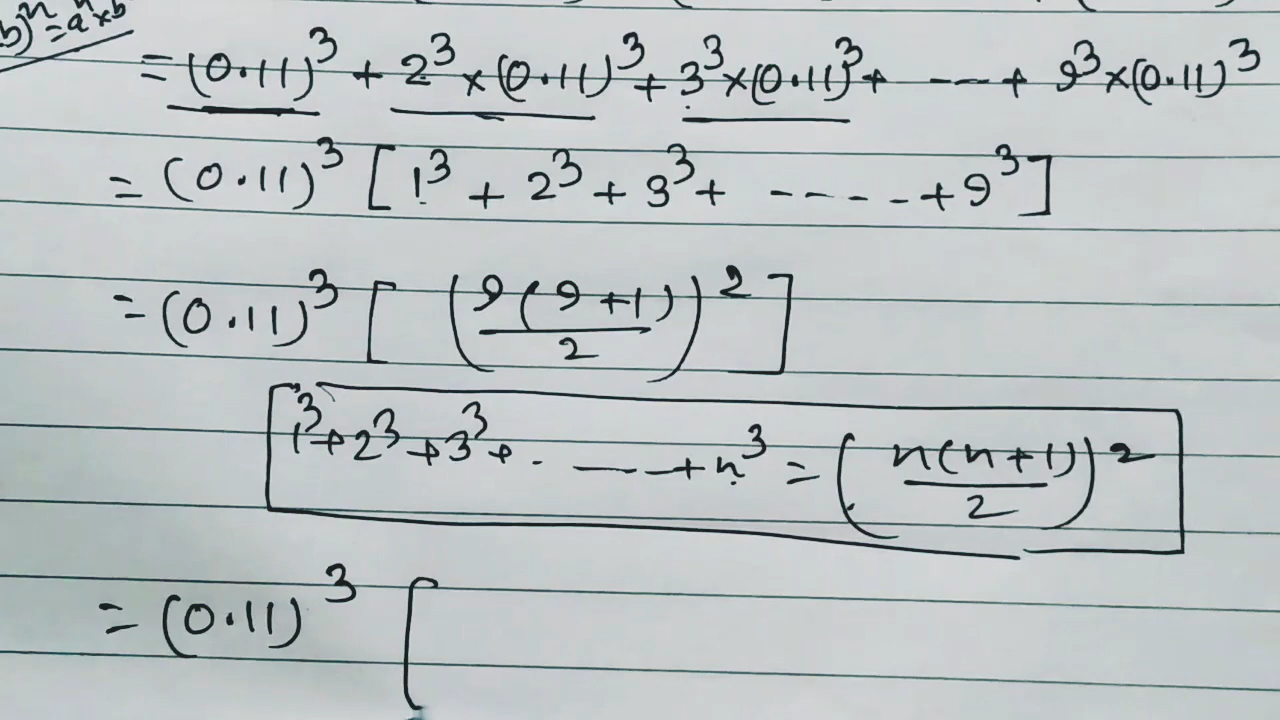 b)ⁿ = aⁿ × b
= (0.11)³ + 2³ × (0.11)³ + 3³ × (0.11)³ + ---- + 9³ × (0.11)³
= (0.11)³ [ 1³ + 2³ + 3³ + ----- + 9³ ]
= (0.11)³ [ (9(9+1)/2)² ]
1³ + 2³ + 3³ + . --- + n³ = (n(n+1)/2)²
= (0.11)³ [